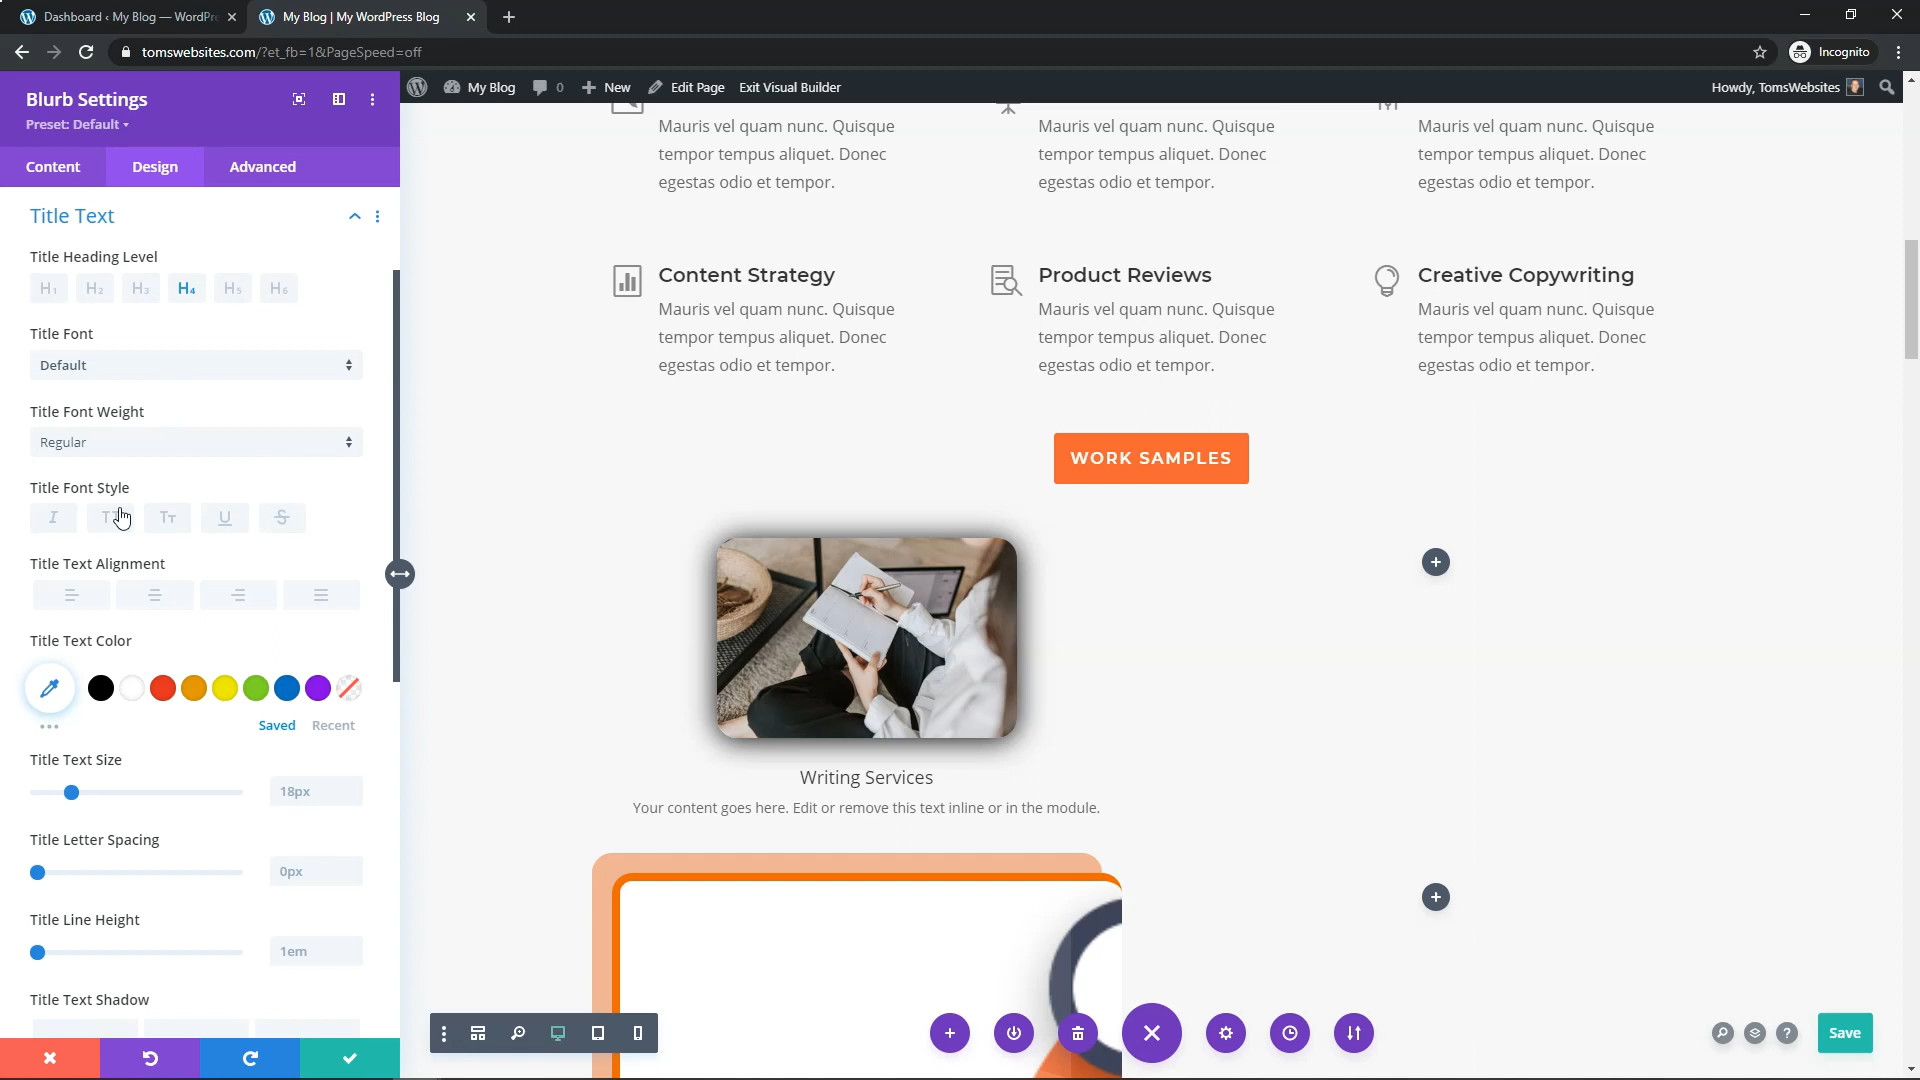 Dashboard ‹ My Blog — WordPre
My Blog | My WordPress Blog
tomswebsites.com/?et_fb=1&PageSpeed=off
Incognito
Blurb Settings
Preset: Default
My Blog
0
New
Edit Page
Exit Visual Builder
Howdy, TomsWebsites
Content
Design
Advanced
Title Text
Title Heading Level
H1
H2
H3
H4
H5
H6
Title Font
Default
Title Font Weight
Regular
Title Font Style
I
TT
U
S
Title Text Alignment
Title Text Color
Saved
Recent
Title Text Size
18px
Title Letter Spacing
0px
Title Line Height
1em
Title Text Shadow
Mauris vel quam nunc. Quisque
tempor tempus aliquet. Donec
egestas odio et tempor.
Mauris vel quam nunc. Quisque
tempor tempus aliquet. Donec
egestas odio et tempor.
Mauris vel quam nunc. Quisque
tempor tempus aliquet. Donec
egestas odio et tempor.
Content Strategy
Mauris vel quam nunc. Quisque
tempor tempus aliquet. Donec
egestas odio et tempor.
Product Reviews
Mauris vel quam nunc. Quisque
tempor tempus aliquet. Donec
egestas odio et tempor.
Creative Copywriting
Mauris vel quam nunc. Quisque
tempor tempus aliquet. Donec
egestas odio et tempor.
WORK SAMPLES
Writing Services
Your content goes here. Edit or remove this text inline or in the module.
Save